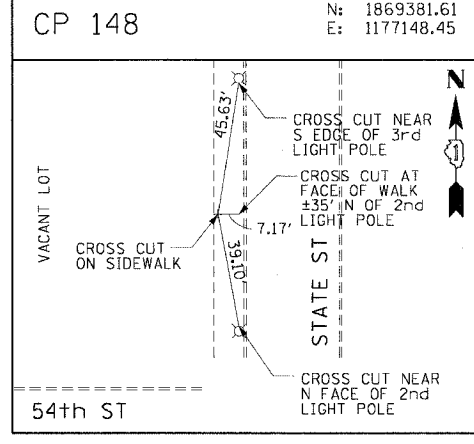 CP 148
N: 1869381.61
E: 1177148.45
N
1
45.63'
CROSS CUT NEAR
S EDGE OF 3rd
LIGHT POLE
CROSS CUT AT
FACE OF WALK
±35' N OF 2nd
LIGHT POLE
7.17'
VACANT LOT
CROSS CUT
ON SIDEWALK
39.10
STATE ST
CROSS CUT NEAR
N FACE OF 2nd
LIGHT POLE
54th ST